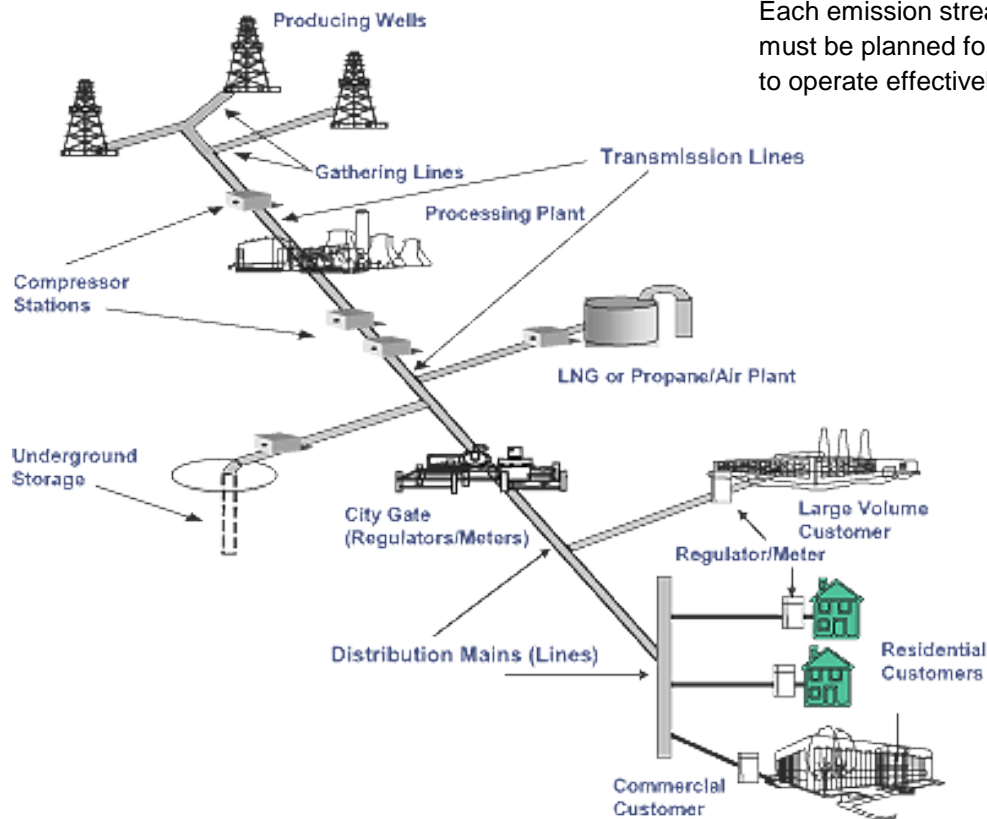 Producing Wells
Each emission strea
must be planned fo
to operate effectivel
Gathering Lines
Transmission Lines
Processing Plant
Compressor
Stations
LNG or Propane/Air Plant
Underground
Storage
City Gate
(Regulators/Meters)
Large Volume
Customer
Regulator/Meter
Distribution Mains (Lines)
Residential
Customers
Commercial
Customer